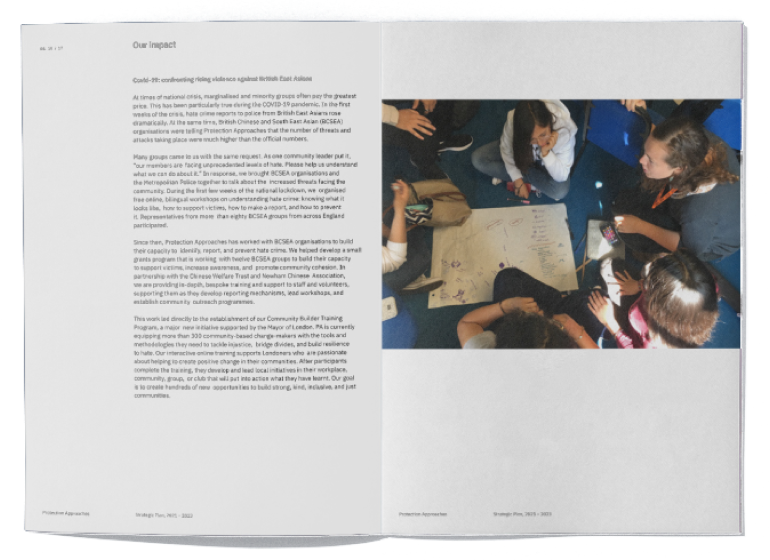 Our impact
Covid-19: confronting rising violence against British East Asians
At times of national crisis, marginalised and minority groups often pay the greatest
price. This has been particularly true during the COVID-19 pandemic. In the first
weeks of the crisis, hate crime reports to police from British East Asians rose
dramatically. At the same time, British Chinese and South East Asian (BCSEA)
organisations were telling Protection Approaches that the number of threats and
attacks taking place were much higher than the official numbers.
Many groups came to us with the same request. As one community leader put it,
"our members are facing unprecedented levels of hate. Please help us understand
what we can do about it." In response, we brought BCSEA organisations and
the Metropolitan Police together to talk about the increased threats facing the
community. During the first few weeks of the national lockdown, we organised
free online, bilingual workshops on understanding hate crime: knowing what it
looks like, how to support victims, how to make a report, and how to prevent
it. Representatives from more than eighty BCSEA groups from across England
participated.
Since then, Protection Approaches has worked with BCSEA organisations to build
their capacity to identify, report, and prevent hate crime. We helped develop a small
grants program that is working with twelve BCSEA groups to build their capacity
to support victims, increase awareness, and promote community cohesion. In
partnership with the Chinese Welfare Trust and Newham Chinese Association,
we are providing in-depth, bespoke training and support to staff and volunteers,
supporting them as they develop reporting mechanisms, lead workshops, and
establish community outreach programmes.
This work led directly to the establishment of our Community Builder Training
Program, a major new initiative supported by the Mayor of London. PA is currently
equipping more than 300 community-based change-makers with the tools and
methodologies they need to tackle injustice, bridge divides, and build resilience
to hate. Our interactive online training supports Londoners who are passionate
about helping to create positive change in their communities. After participants
complete the training, they develop and lead local initiatives in their workplace,
community, group, or club that will put into action what they have learnt. Our goal
is to create hundreds of new opportunities to build strong, kind, inclusive, and just
communities.
Protection Approaches
Strategic Plan, 2021 – 2023
Protection Approaches
Strategic Plan, 2021 – 2023